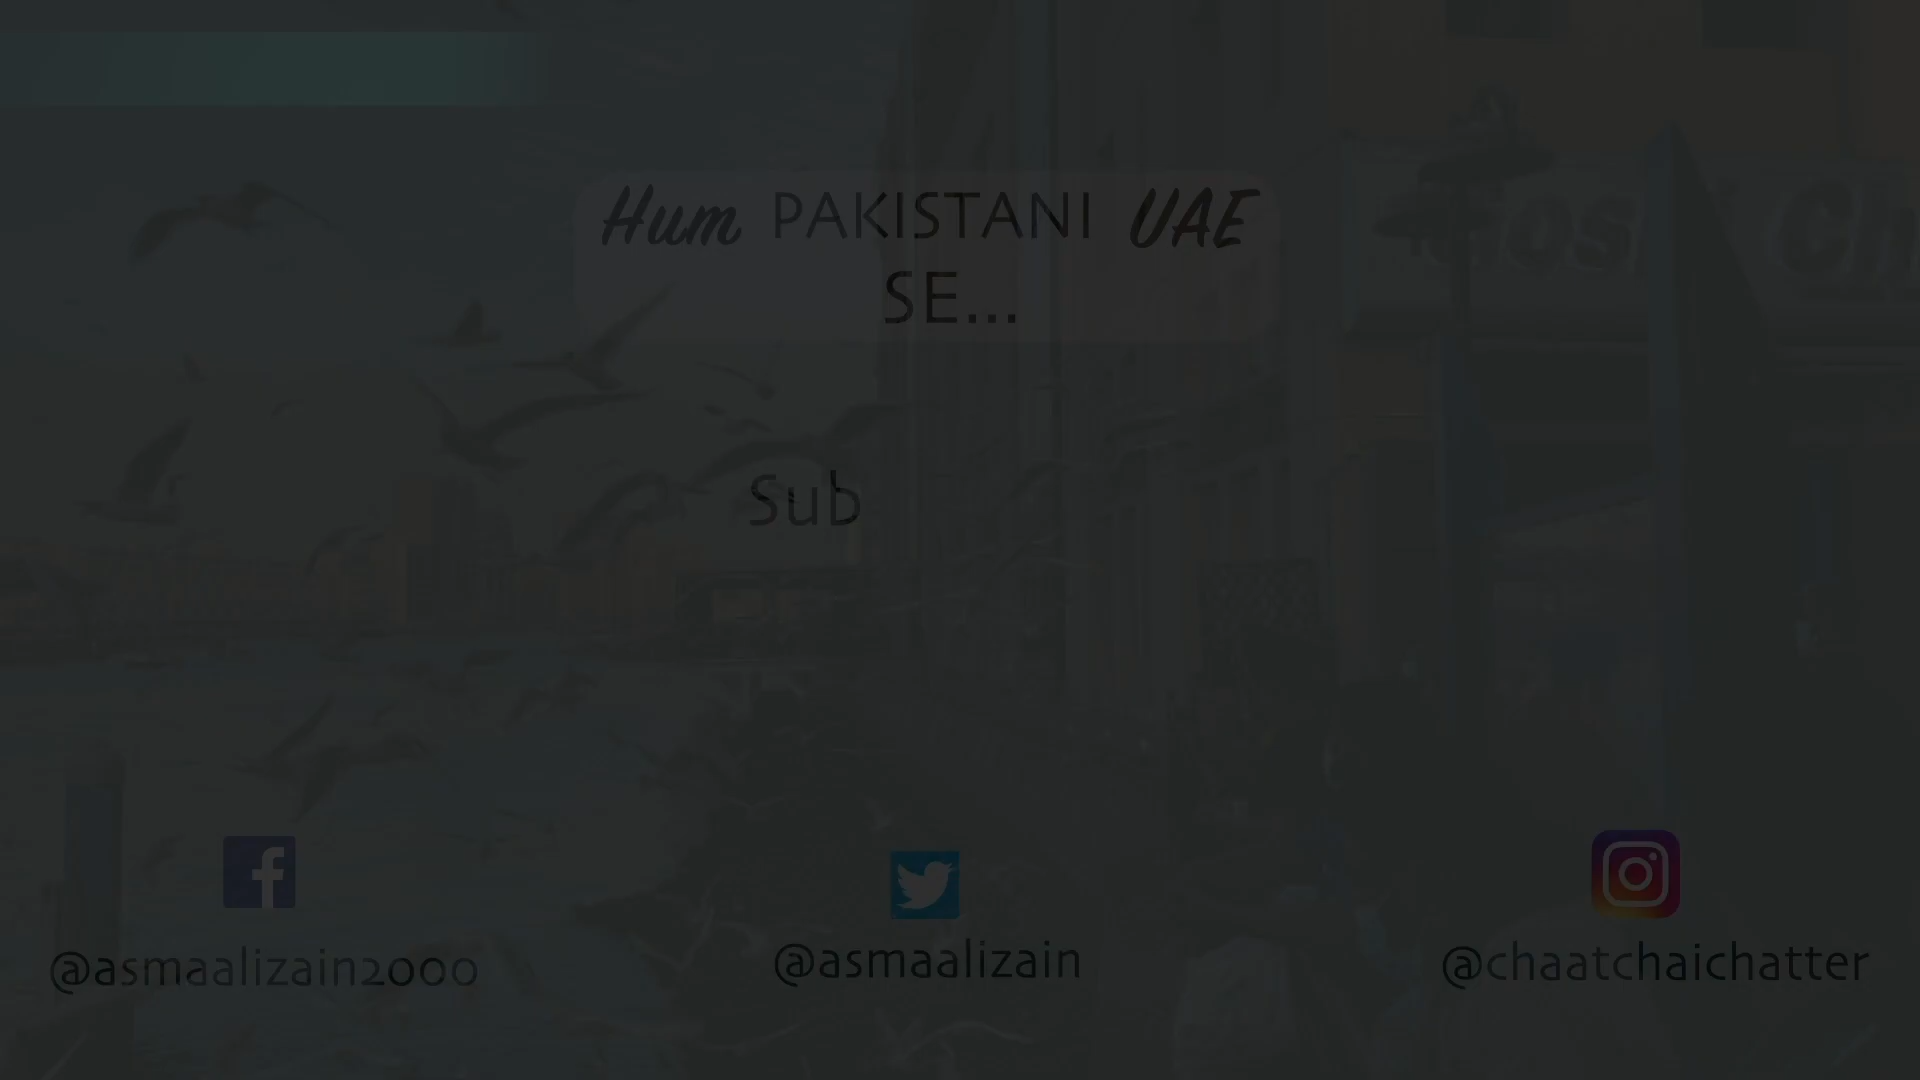 Hum PAKISTANI UAE
SE...
Sub
@asmaalizain2000
@asmaalizain
@chaatchaichatter